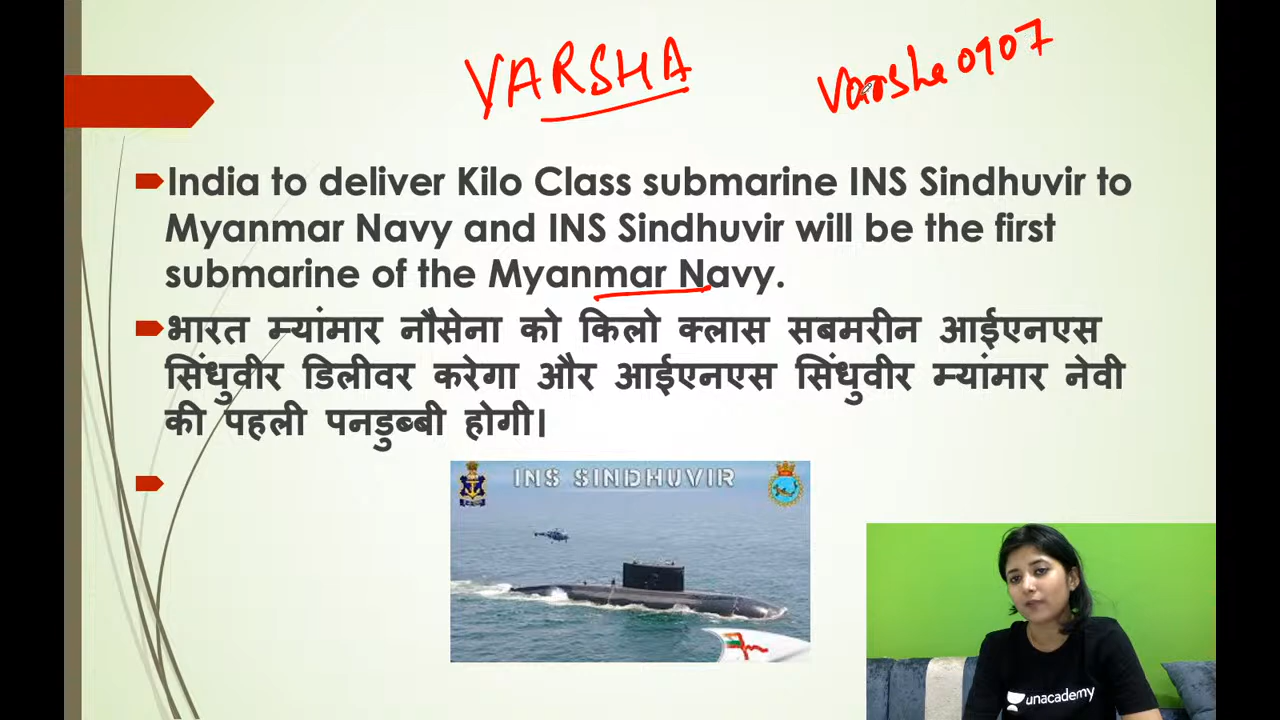 VARSHA
Varsha0907
India to deliver Kilo Class submarine INS Sindhuvir to
Myanmar Navy and INS Sindhuvir will be the first
submarine of the Myanmar Navy.
भारत म्यांमार नौसेना को किलो क्लास सबमरीन आईएनएस
सिंधुवीर डिलीवर करेगा और आईएनएस सिंधुवीर म्यांमार नेवी
की पहली पनडुब्बी होगी।
INS SINDHUVIR
unacademy